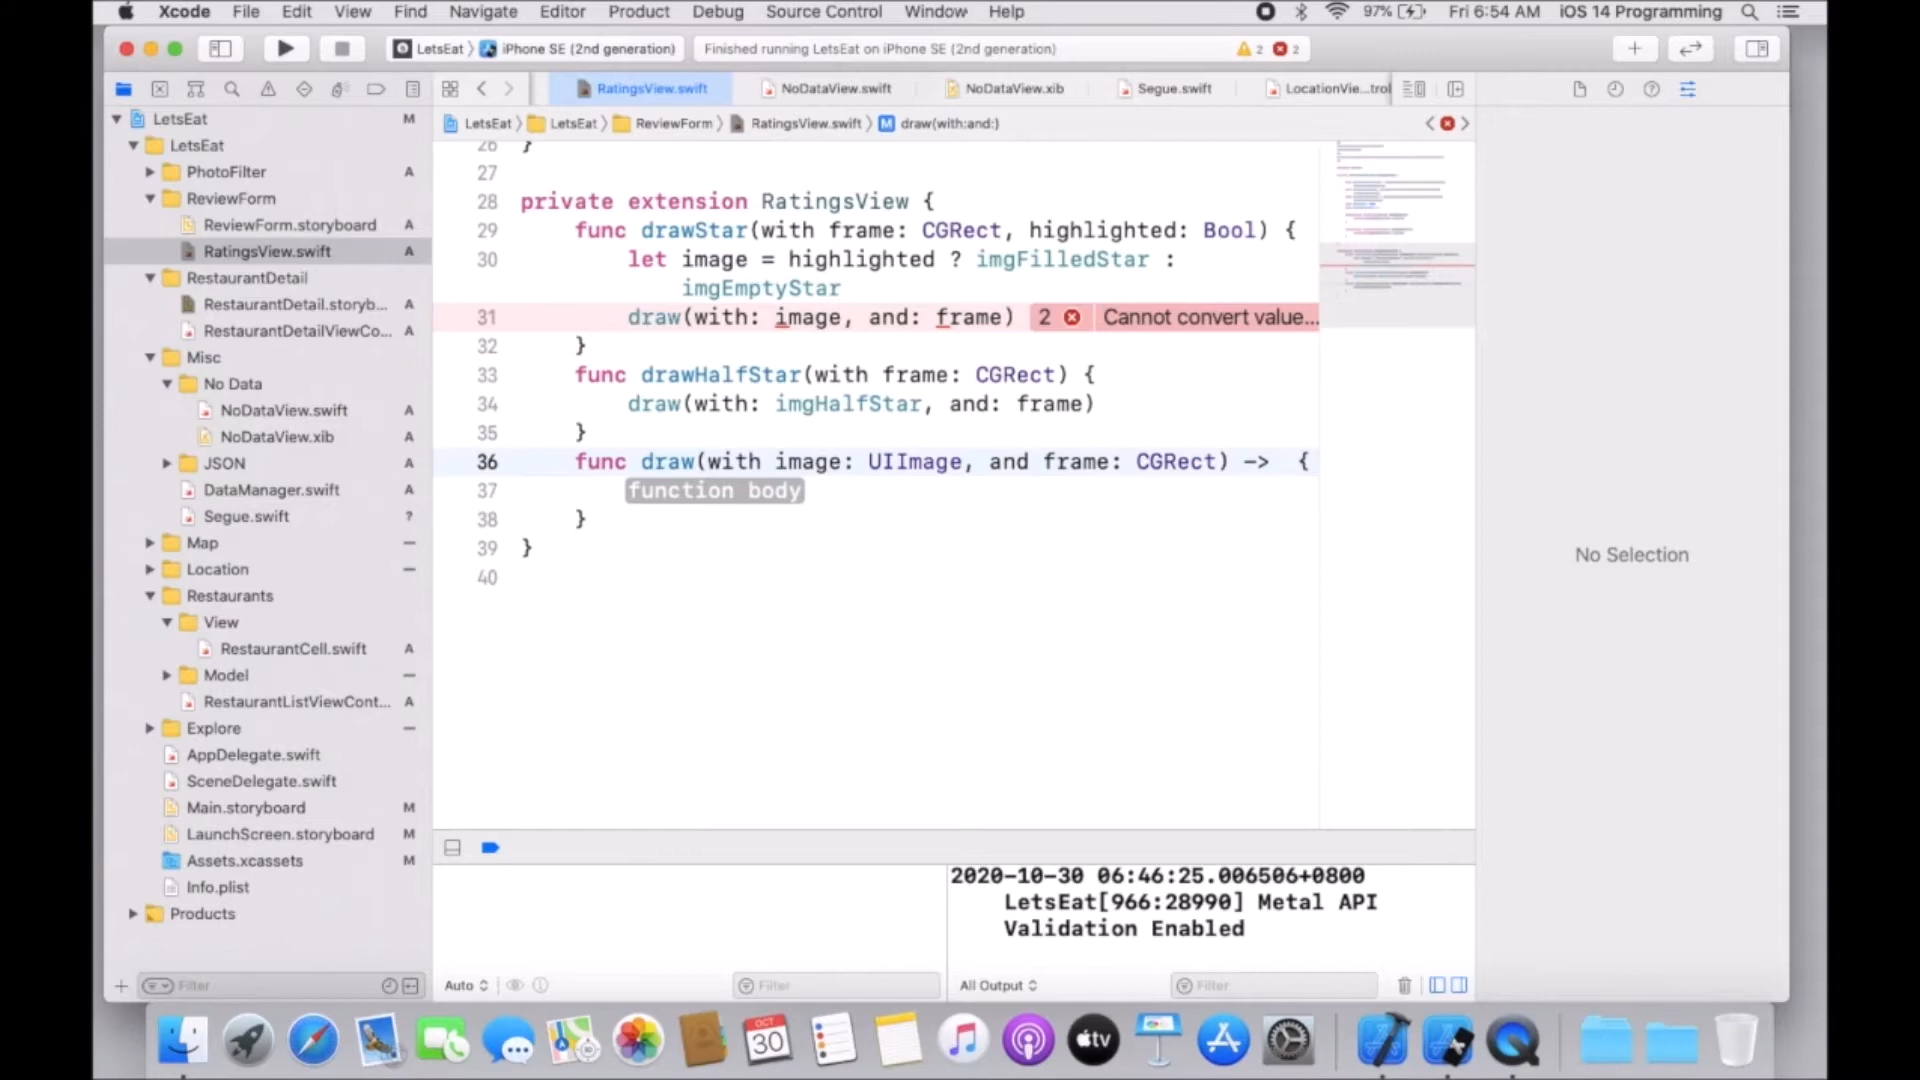 Xcode File Edit View Find Navigate Editor Product Debug Source Control Window Help 97% Fri 6:54 AM iOS 14 Programming
LetsEat iPhone SE (2nd generation) Finished running LetsEat on iPhone SE (2nd generation) 2 2
RatingsView.swift NoDataView.swift NoDataView.xib Segue.swift LocationVie...trol
LetsEat LetsEat ReviewForm RatingsView.swift M draw(with:and:)
LetsEat M
LetsEat
PhotoFilter A
ReviewForm
ReviewForm.storyboard A
RatingsView.swift A
RestaurantDetail
RestaurantDetail.storyb... A
RestaurantDetailViewCo... A
Misc
No Data
NoDataView.swift A
NoDataView.xib A
JSON A
DataManager.swift A
Segue.swift ?
Map –
Location –
Restaurants
View
RestaurantCell.swift A
Model –
RestaurantListViewCont... A
Explore –
AppDelegate.swift
SceneDelegate.swift
Main.storyboard M
LaunchScreen.storyboard M
Assets.xcassets M
Info.plist
Products
Filter
26 }
27
28 private extension RatingsView {
29 func drawStar(with frame: CGRect, highlighted: Bool) {
30 let image = highlighted ? imgFilledStar :
imgEmptyStar
31 draw(with: image, and: frame) 2 Cannot convert value...
32 }
33 func drawHalfStar(with frame: CGRect) {
34 draw(with: imgHalfStar, and: frame)
35 }
36 func draw(with image: UIImage, and frame: CGRect) -> {
37 function body
38 }
39 }
40
No Selection
2020-10-30 06:46:25.006506+0800
LetsEat[966:28990] Metal API
Validation Enabled
Auto Filter All Output Filter
OCT
30
tv